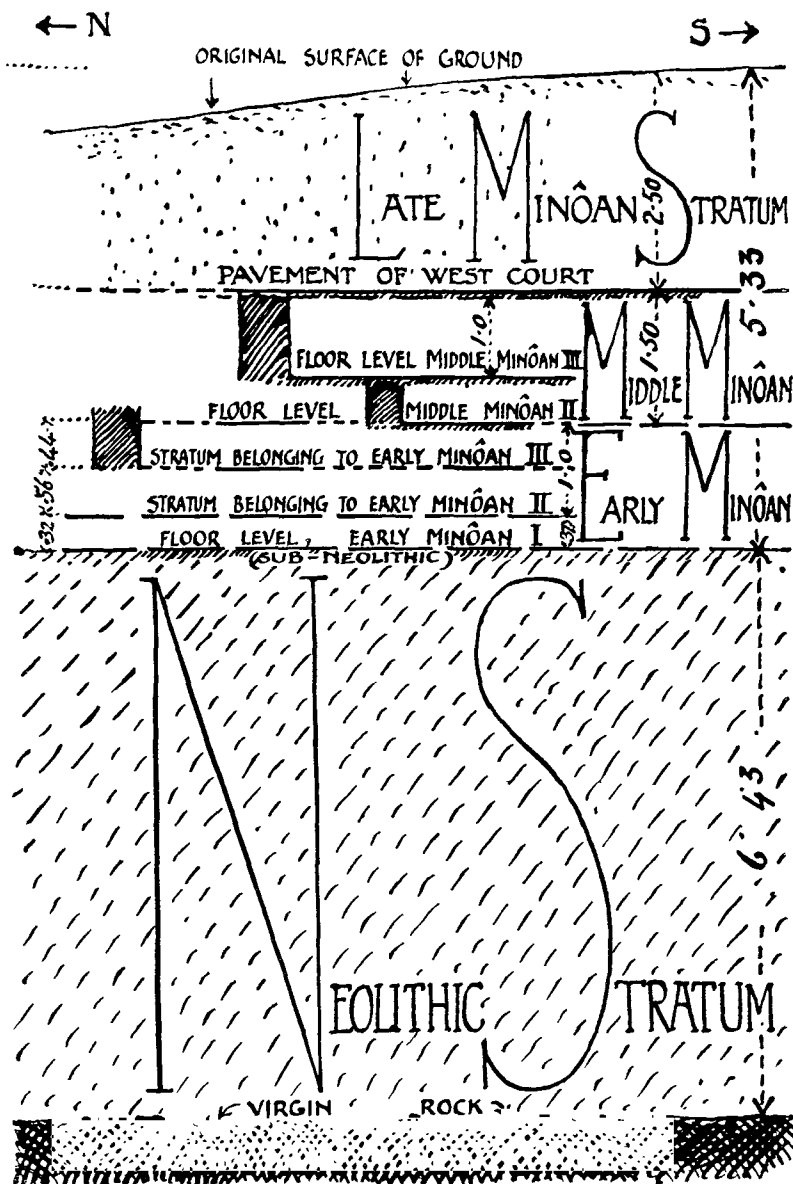 ← N S →
ORIGINAL SURFACE OF GROUND
LATE MINÔAN STRATUM
2·50
PAVEMENT OF WEST COURT
5·33
1·0
1·50
FLOOR LEVEL MIDDLE MINÔAN III
MIDDLE MINÔAN
FLOOR LEVEL MIDDLE MINÔAN II
STRATUM BELONGING TO EARLY MINÔAN III
1·0
EARLY MINÔAN
STRATUM BELONGING TO EARLY MINÔAN II
·32 ·56 ·44
FLOOR LEVEL, EARLY MINÔAN I
(SUB-NEOLITHIC)
6·43
NEOLITHIC STRATUM
VIRGIN ROCK